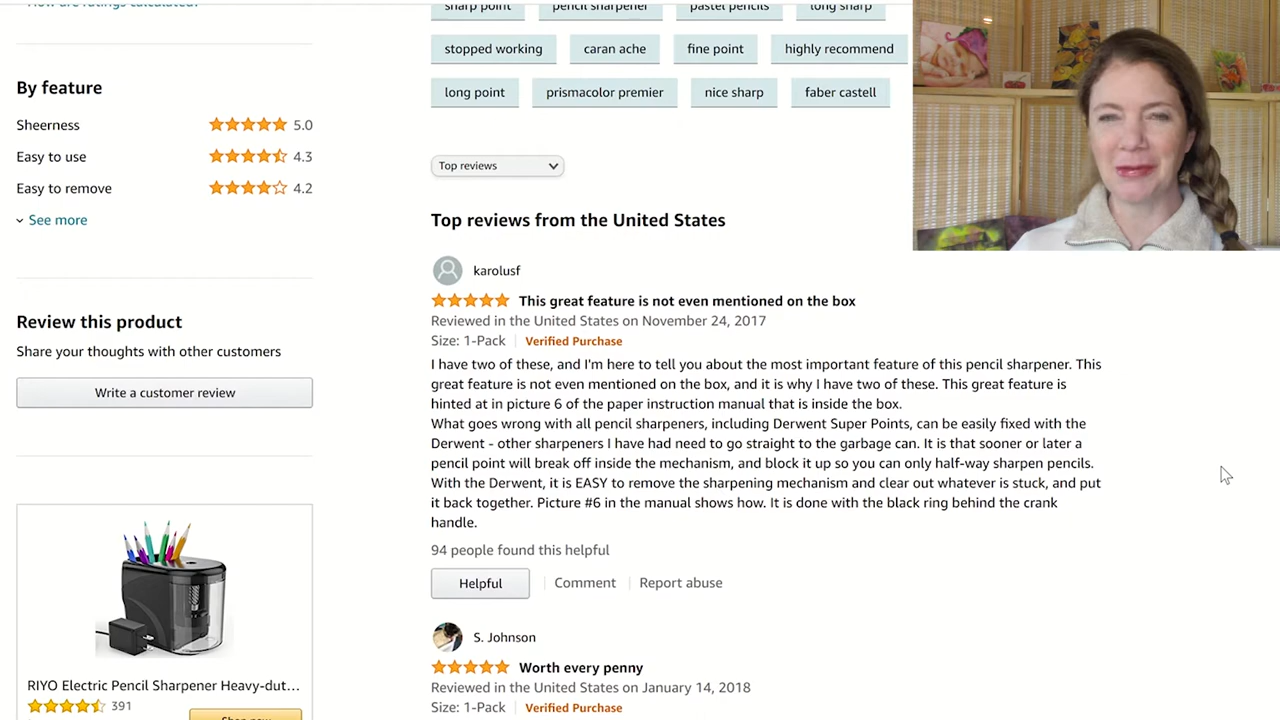 How are ratings calculated?
By feature
Sheerness 5.0
Easy to use 4.3
Easy to remove 4.2
See more
Review this product
Share your thoughts with other customers
Write a customer review
RIYO Electric Pencil Sharpener Heavy-dut...
391
Shop now
sharp point pencil sharpener pastel pencils long sharp
stopped working caran ache fine point highly recommend
long point prismacolor premier nice sharp faber castell
Top reviews
Top reviews from the United States
karolusf
This great feature is not even mentioned on the box
Reviewed in the United States on November 24, 2017
Size: 1-Pack Verified Purchase
I have two of these, and I'm here to tell you about the most important feature of this pencil sharpener. This
great feature is not even mentioned on the box, and it is why I have two of these. This great feature is
hinted at in picture 6 of the paper instruction manual that is inside the box.
What goes wrong with all pencil sharpeners, including Derwent Super Points, can be easily fixed with the
Derwent - other sharpeners I have had need to go straight to the garbage can. It is that sooner or later a
pencil point will break off inside the mechanism, and block it up so you can only half-way sharpen pencils.
With the Derwent, it is EASY to remove the sharpening mechanism and clear out whatever is stuck, and put
it back together. Picture #6 in the manual shows how. It is done with the black ring behind the crank
handle.
94 people found this helpful
Helpful Comment Report abuse
S. Johnson
Worth every penny
Reviewed in the United States on January 14, 2018
Size: 1-Pack Verified Purchase